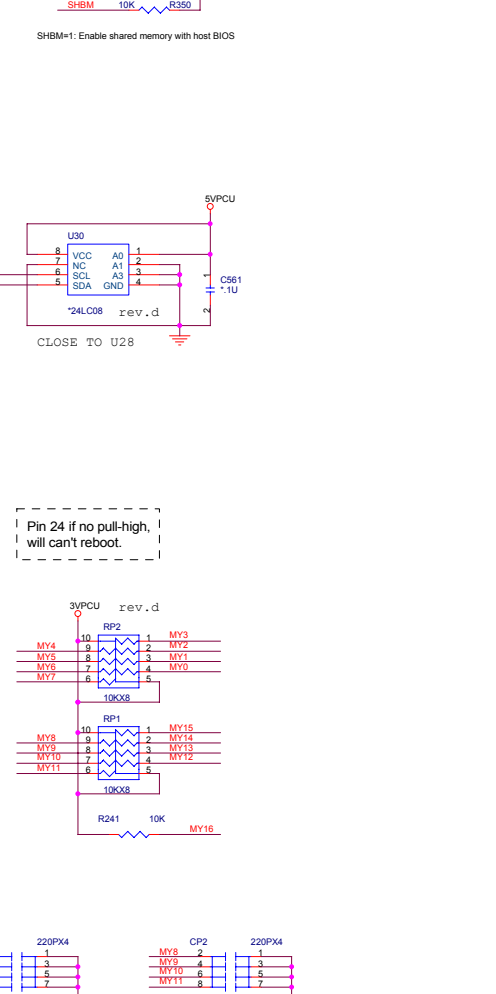 SHBM 10K R350
SHBM=1: Enable shared memory with host BIOS
5VPCU
U30
8 VCC A0 1
7 NC A1 2
6 SCL A3 3
5 SDA GND 4
1 C561
*.1U
2
*24LC08 rev.d
CLOSE TO U28
Pin 24 if no pull-high,
will can't reboot.
3VPCU rev.d
RP2
10 1 MY3
MY4 9 2 MY2
MY5 8 3 MY1
MY6 7 4 MY0
MY7 6 5
10KX8
RP1
10 1 MY15
MY8 9 2 MY14
MY9 8 3 MY13
MY10 7 4 MY12
MY11 6 5
10KX8
R241 10K
MY16
220PX4 CP2 220PX4
1 MY8 2 1
3 MY9 4 3
5 MY10 6 5
7 MY11 8 7